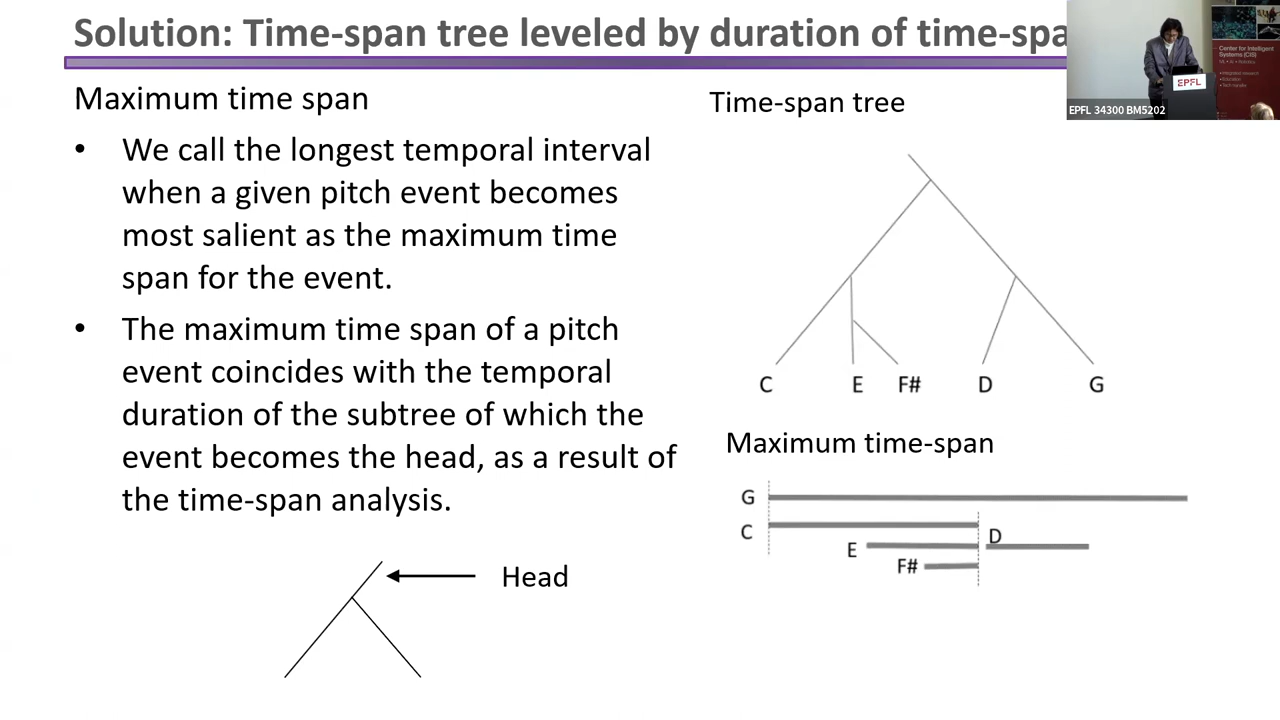 Solution: Time-span tree leveled by duration of time-spa
Maximum time span
• We call the longest temporal interval
when a given pitch event becomes
most salient as the maximum time
span for the event.
• The maximum time span of a pitch
event coincides with the temporal
duration of the subtree of which the
event becomes the head, as a result of
the time-span analysis.
Head
Time-span tree
C E F# D G
Maximum time-span
G
C
D
E
F#
EPFL
EPFL 34300 BM5202
Center for Intelligent
Systems (CIS)